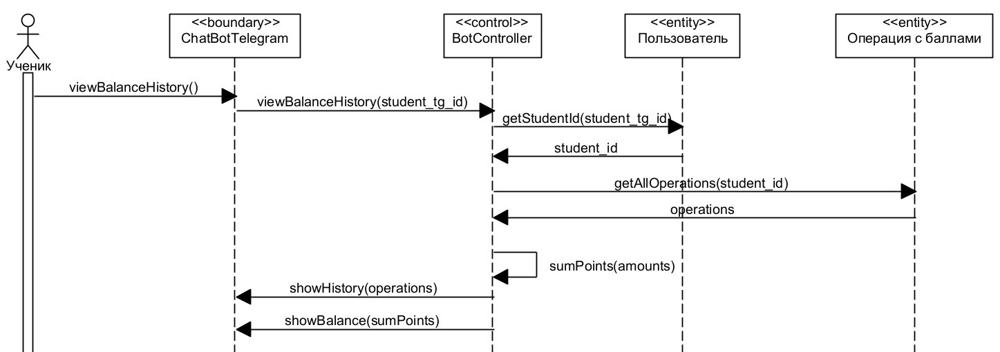 <<boundary>>
ChatBotTelegram
<<control>>
BotController
<<entity>>
Пользователь
<<entity>>
Операция с баллами
Ученик
viewBalanceHistory()
viewBalanceHistory(student_tg_id)
getStudentId(student_tg_id)
student_id
getAllOperations(student_id)
operations
sumPoints(amounts)
showHistory(operations)
showBalance(sumPoints)